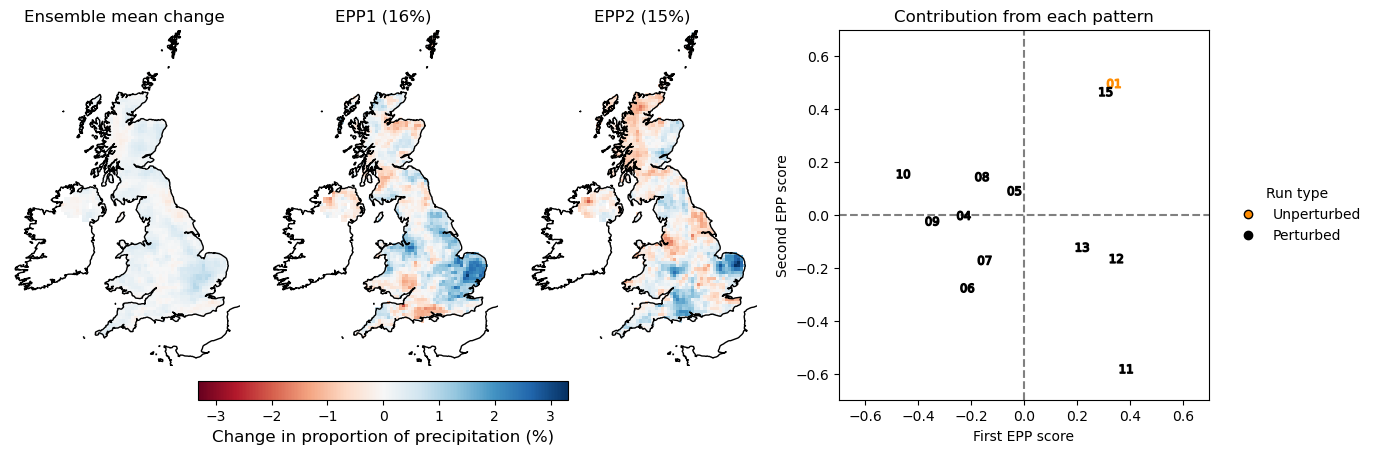 Ensemble mean change
EPP1 (16%)
EPP2 (15%)
−3 −2 −1 0 1 2 3
Change in proportion of precipitation (%)
Contribution from each pattern
Second EPP score
0.6
0.4
0.2
0.0
−0.2
−0.4
−0.6
01
15
10
08
05
04
09
13
12
07
06
11
−0.6 −0.4 −0.2 0.0 0.2 0.4 0.6
First EPP score
Run type
Unperturbed
Perturbed